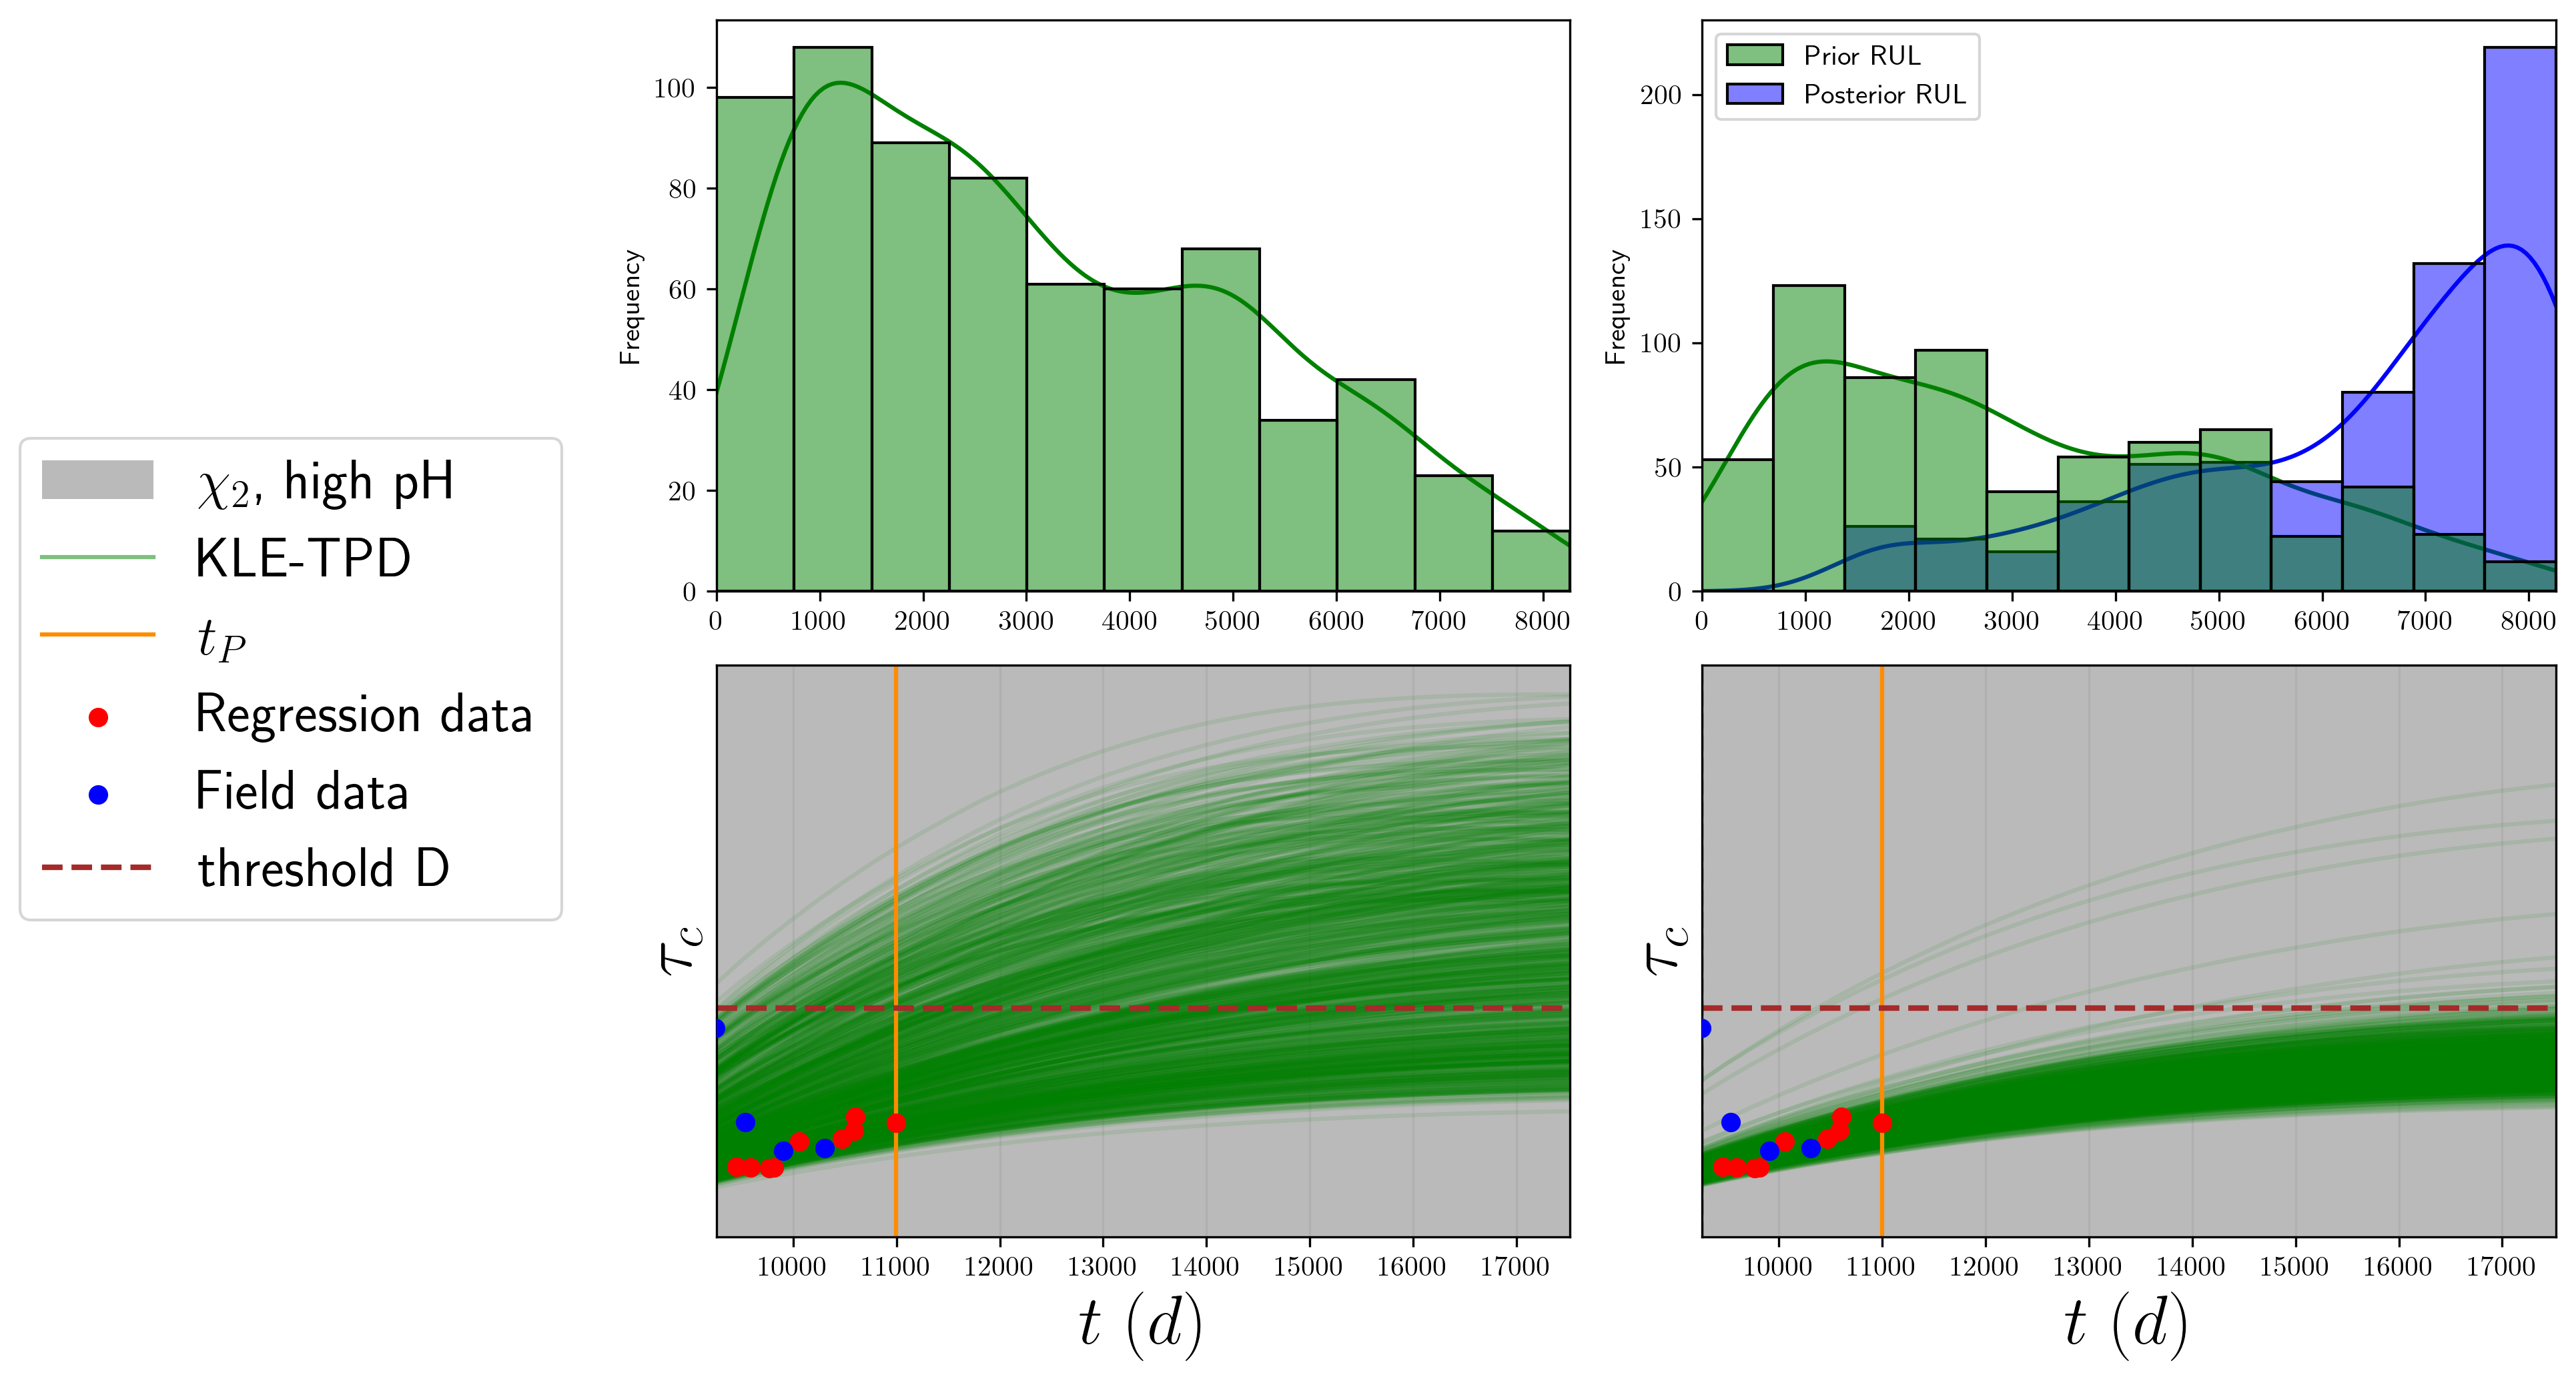 χ₂, high pH
KLE-TPD
t_P
Regression data
Field data
threshold D
Frequency
100
80
60
40
20
0
0 1000 2000 3000 4000 5000 6000 7000 8000
Prior RUL
Posterior RUL
Frequency
200
150
100
50
0
0 1000 2000 3000 4000 5000 6000 7000 8000
τ_c
10000 11000 12000 13000 14000 15000 16000 17000
t (d)
τ_c
10000 11000 12000 13000 14000 15000 16000 17000
t (d)